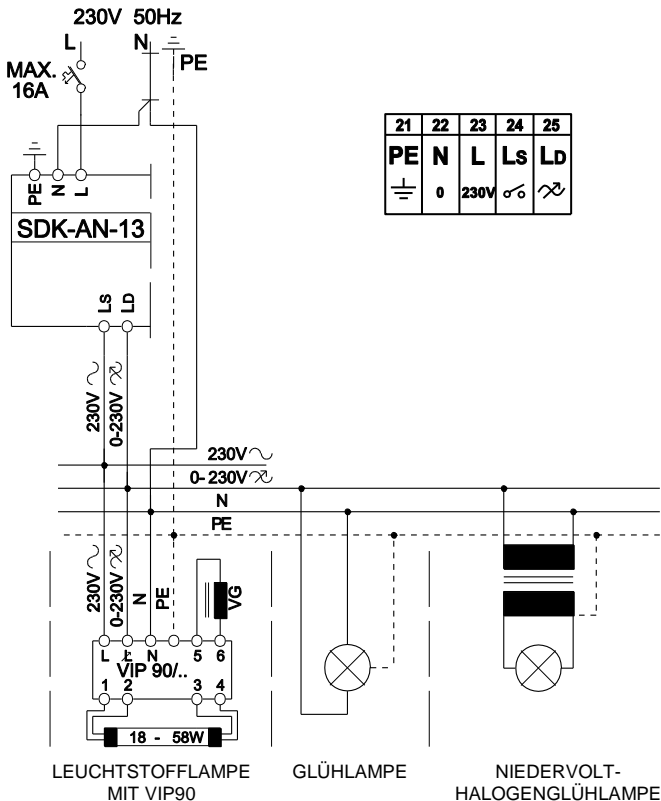 230V 50Hz
L N PE
MAX.
16A
21 22 23 24 25
PE N L Ls LD
0 230V
PE N L
SDK-AN-13
Ls LD
230V 0-230V
230V
0-230V
N
PE
230V 0-230V N PE VG
L L N 5 6
VIP 90/..
1 2 3 4
18 - 58W
LEUCHTSTOFFLAMPE
MIT VIP90
GLÜHLAMPE
NIEDERVOLT-
HALOGENGLÜHLAMPE